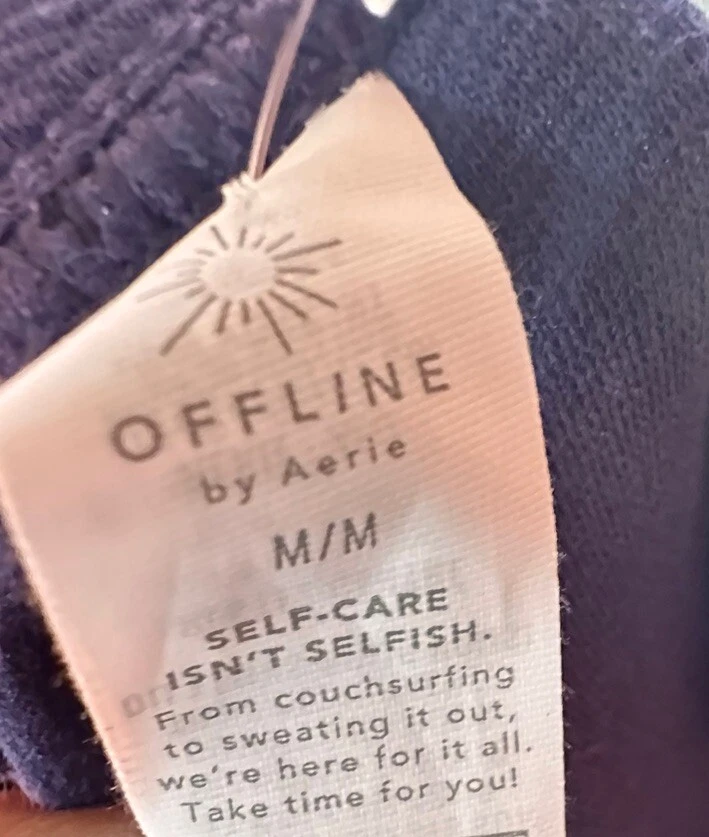 OFFLINE
by Aerie
M/M
SELF-CARE
ISN'T SELFISH.
From couchsurfing
to sweating it out,
we're here for it all.
Take time for you!